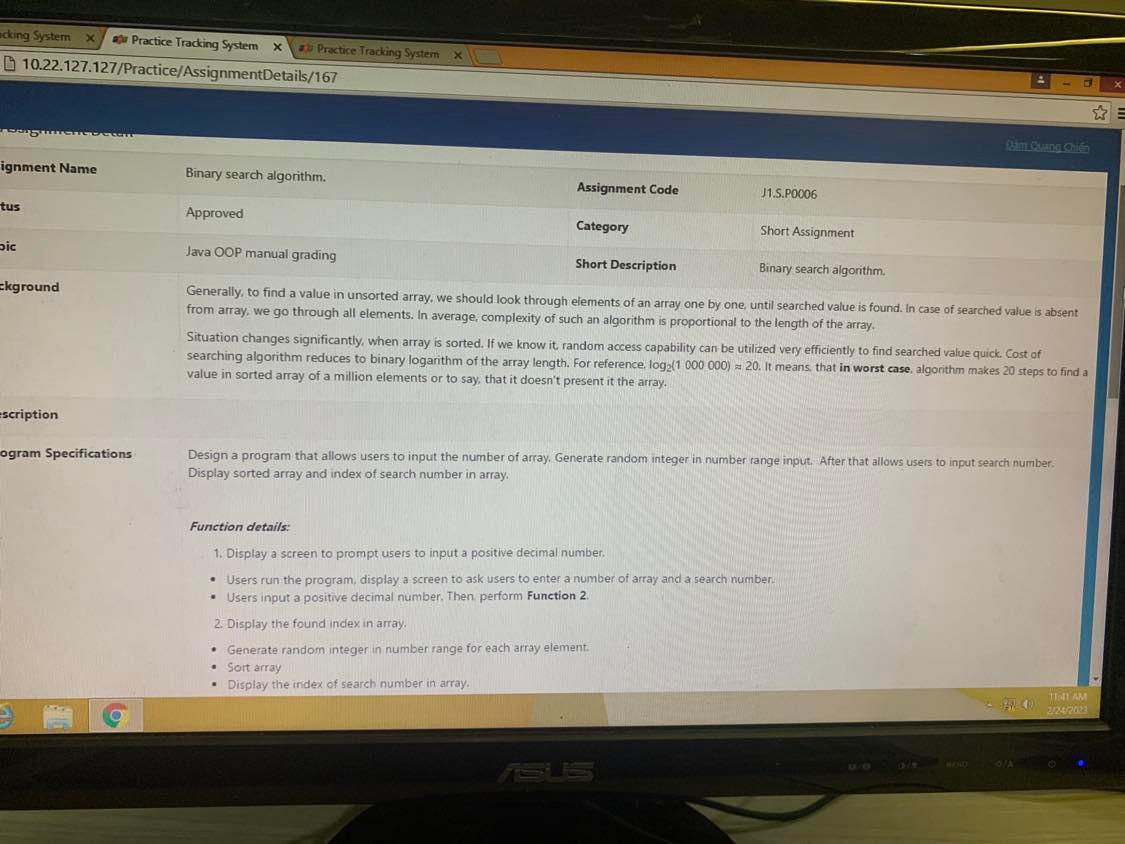 cking System
Practice Tracking System
Practice Tracking System
10.22.127.127/Practice/AssignmentDetails/167
Đàm Quang Chiến
ignment Name
Binary search algorithm.
Assignment Code
J1.S.P0006
tus
Approved
Category
Short Assignment
pic
Java OOP manual grading
Short Description
Binary search algorithm.
ckground
Generally, to find a value in unsorted array, we should look through elements of an array one by one, until searched value is found. In case of searched value is absent
from array, we go through all elements. In average, complexity of such an algorithm is proportional to the length of the array.
Situation changes significantly, when array is sorted. If we know it, random access capability can be utilized very efficiently to find searched value quick. Cost of
searching algorithm reduces to binary logarithm of the array length. For reference, log₂(1 000 000) ≈ 20. It means, that in worst case, algorithm makes 20 steps to find a
value in sorted array of a million elements or to say, that it doesn't present it the array.
escription
ogram Specifications
Design a program that allows users to input the number of array. Generate random integer in number range input. After that allows users to input search number.
Display sorted array and index of search number in array.
Function details:
1. Display a screen to prompt users to input a positive decimal number.
• Users run the program, display a screen to ask users to enter a number of array and a search number.
• Users input a positive decimal number. Then, perform Function 2.
2. Display the found index in array.
• Generate random integer in number range for each array element.
• Sort array
• Display the index of search number in array.
11:41 AM
2/24/2023
ASUS
MENU